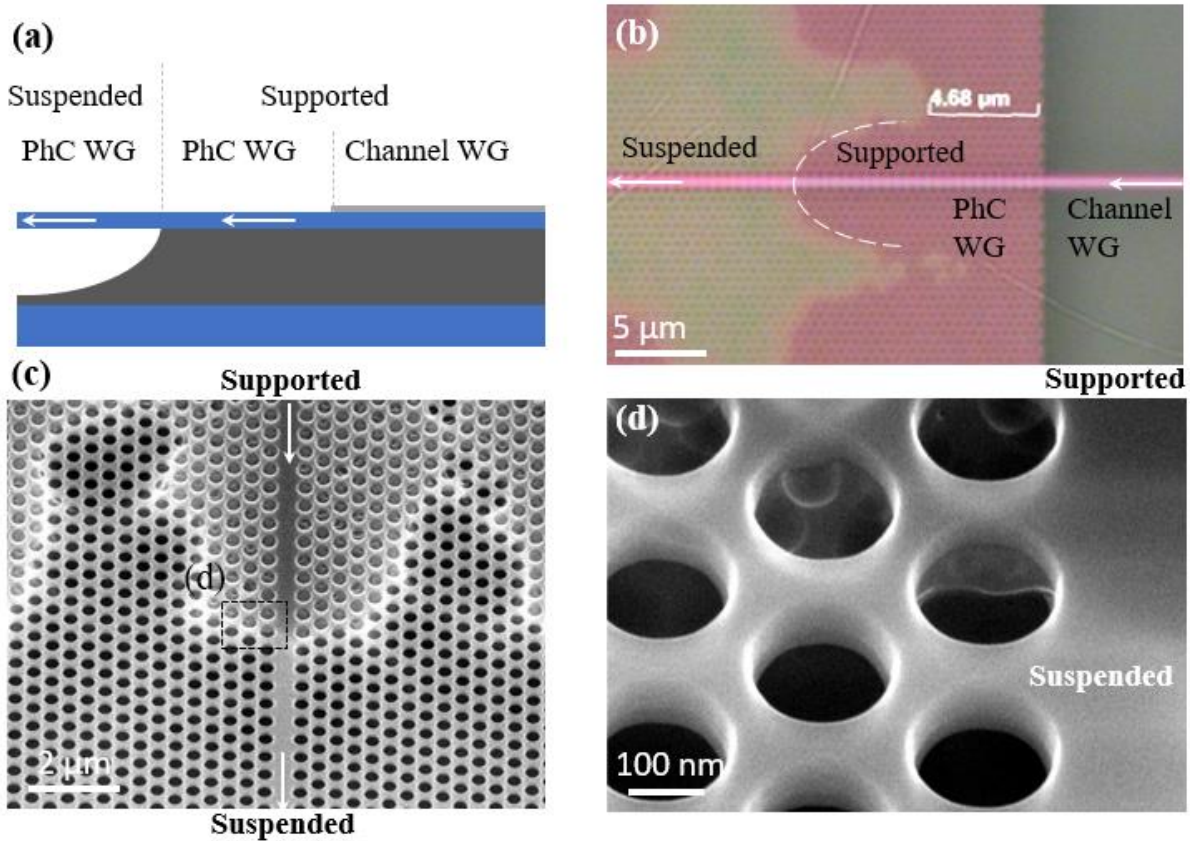 (a)
Suspended
Supported
PhC WG
PhC WG
Channel WG
(b)
4.68 μm
Suspended
Supported
PhC
WG
Channel
WG
5 μm
(c)
Supported
(d)
2 μm
Suspended
Supported
(d)
Suspended
100 nm